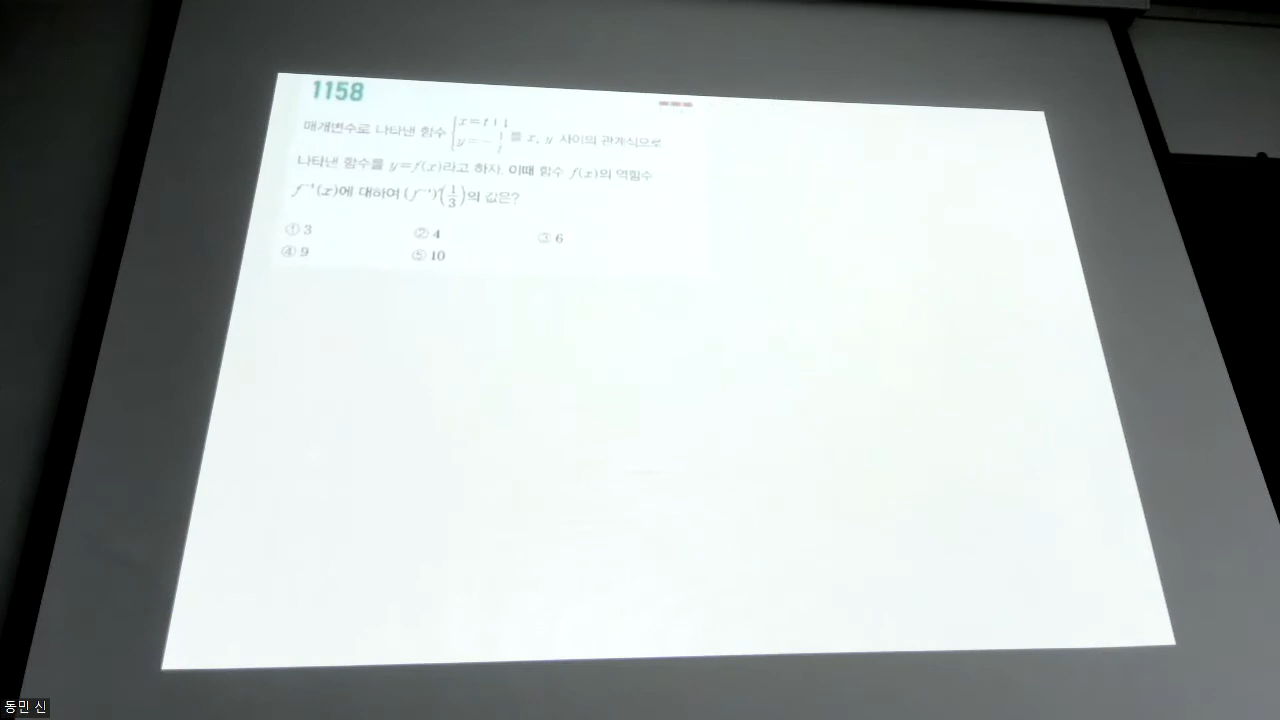 1158
매개변수로 나타낸 함수 { x=t+1
y=-1/t 를 x, y 사이의 관계식으로
나타낸 함수를 y=f(x)라고 하자. 이때 함수 f(x)의 역함수
f⁻¹(x)에 대하여 (f⁻¹)′(1/3)의 값은?
① 3 ② 4 ③ 6
④ 9 ⑤ 10
동민 신